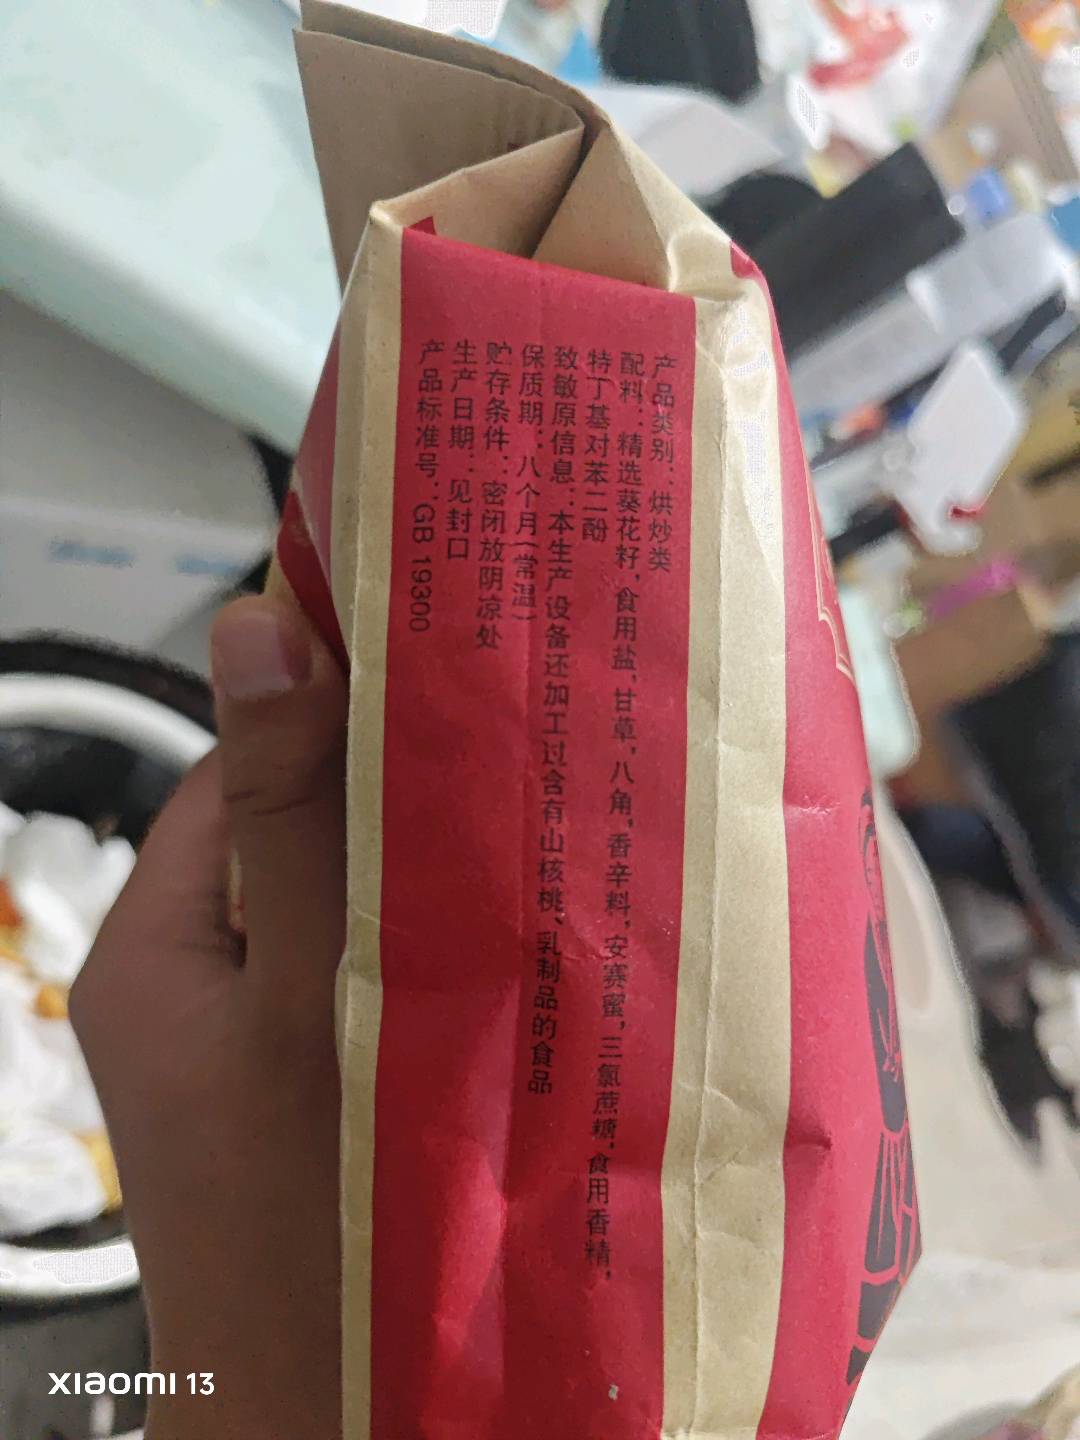 产品类别：烘炒类
配料：精选葵花籽，食用盐，甘草，八角，香辛料，安赛蜜，三氯蔗糖，食用香精，
特丁基对苯二酚
致敏原信息：本生产设备还加工过含有山核桃、乳制品的食品
保质期：八个月(常温)
贮存条件：密闭放阴凉处
生产日期：见封口
产品标准号：GB 19300
xiaomi 13